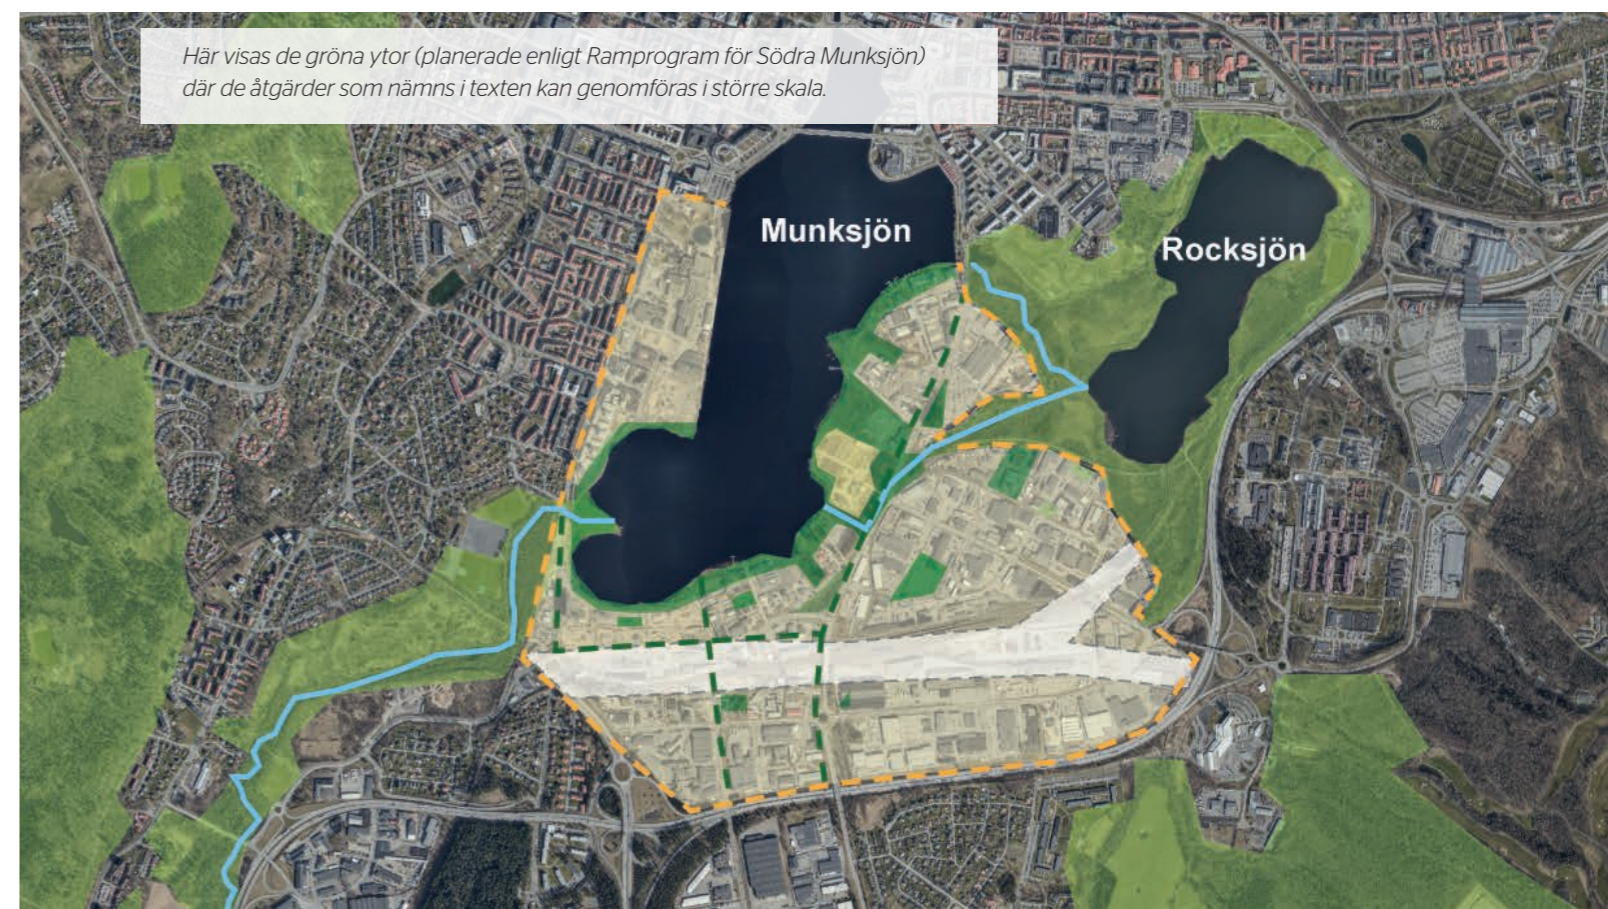 Här visas de gröna ytor (planerade enligt Ramprogram för Södra Munksjön)
där de åtgärder som nämns i texten kan genomföras i större skala.
Munksjön
Rocksjön